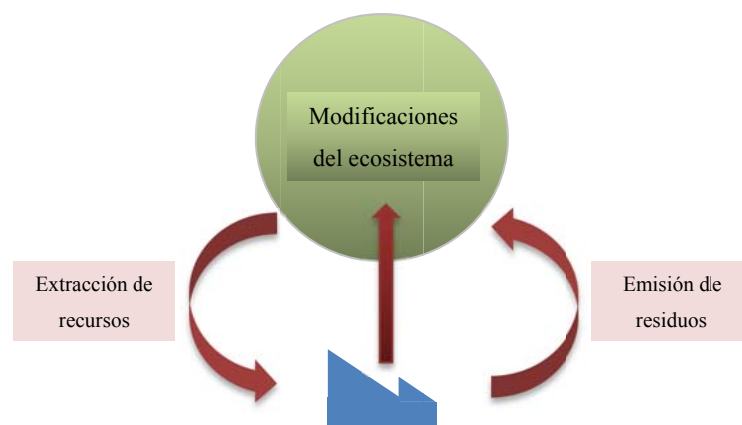 Modificaciones
del ecosistema
Extracción de
recursos
Emisión de
residuos